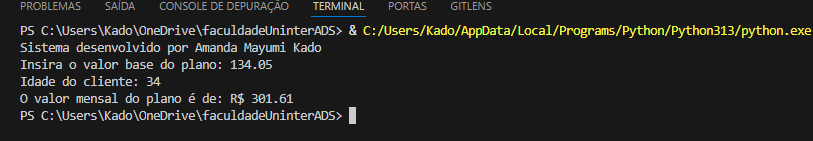 PROBLEMAS SAÍDA CONSOLE DE DEPURAÇÃO TERMINAL PORTAS GITLENS
PS C:\Users\Kado\OneDrive\faculdadeUninterADS> & C:/Users/Kado/AppData/Local/Programs/Python/Python313/python.exe
Sistema desenvolvido por Amanda Mayumi Kado
Insira o valor base do plano: 134.05
Idade do cliente: 34
O valor mensal do plano é de: R$ 301.61
PS C:\Users\Kado\OneDrive\faculdadeUninterADS>